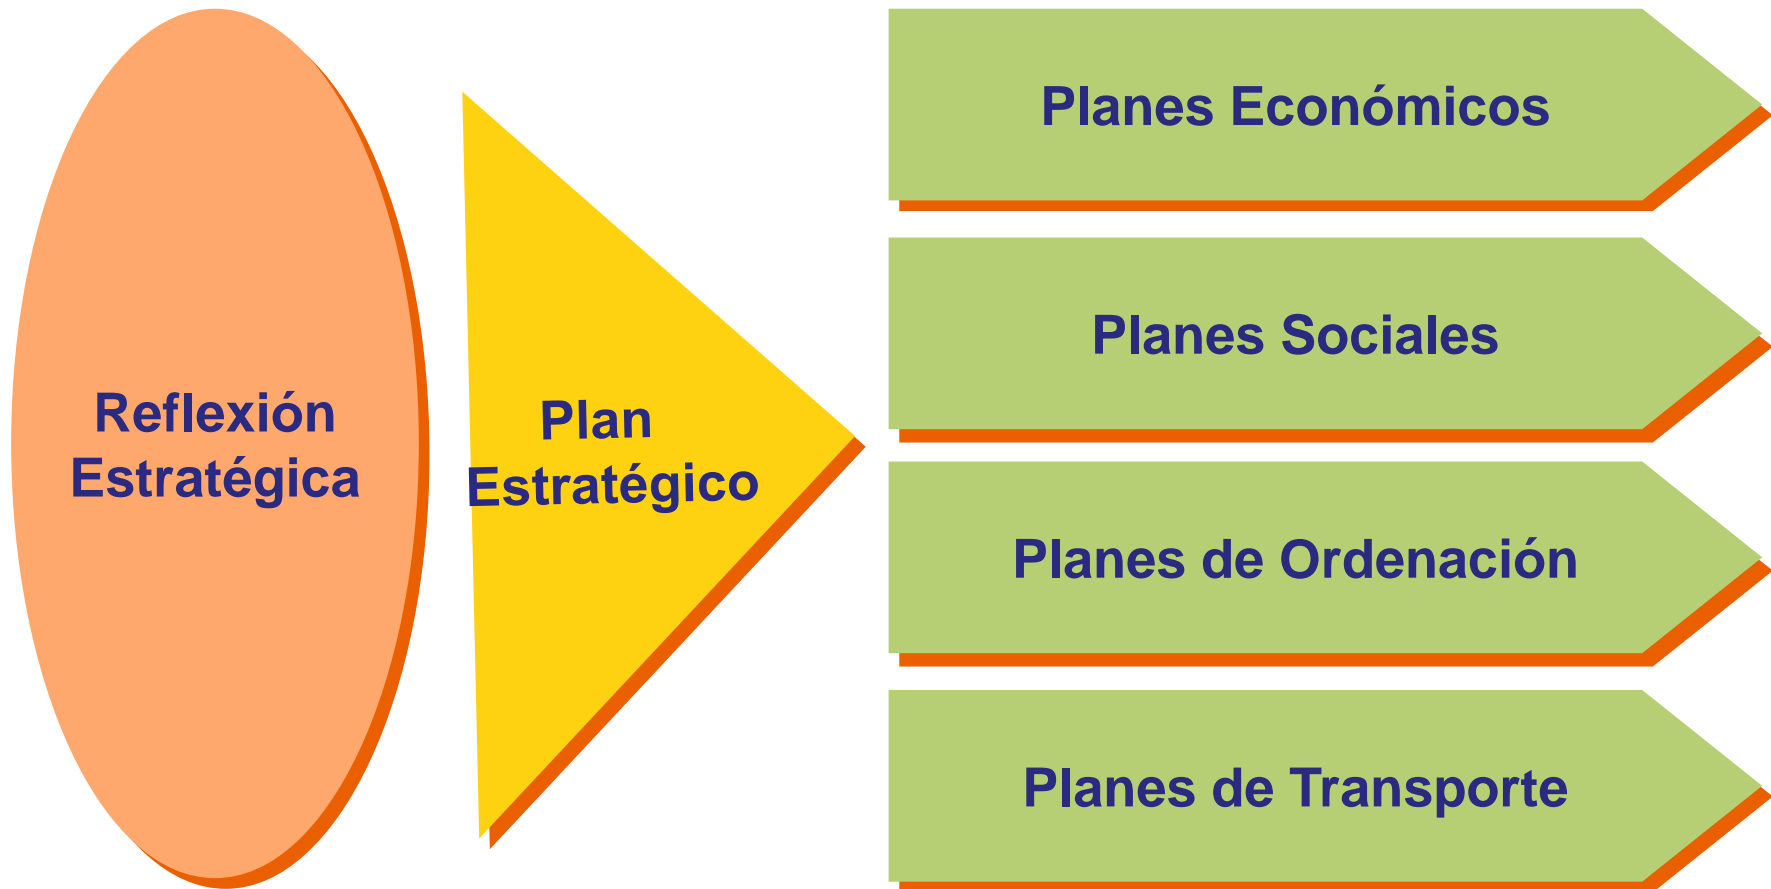 Reflexión
Estratégica
Plan
Estratégico
Planes Económicos
Planes Sociales
Planes de Ordenación
Planes de Transporte